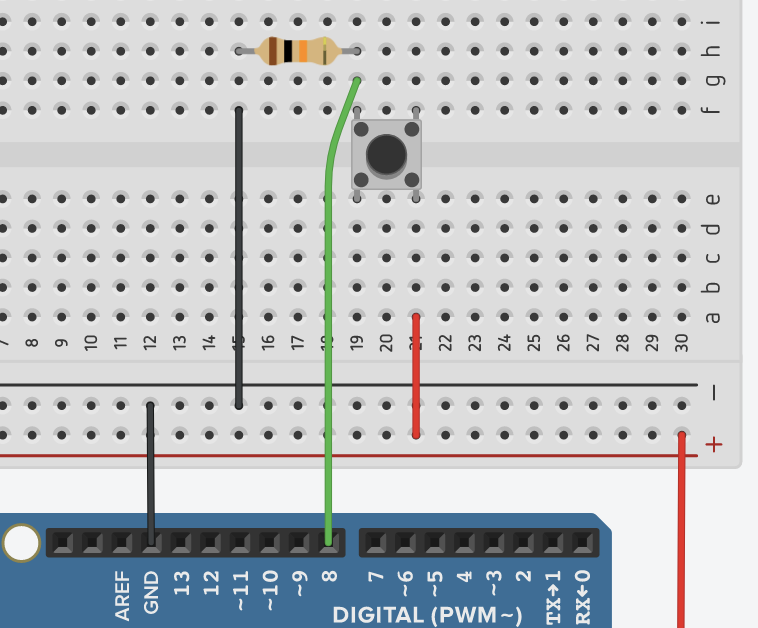 i
h
g
f
e
d
c
b
a
7 8 9 10 11 12 13 14 15 16 17 18 19 20 21 22 23 24 25 26 27 28 29 30
−
+
AREF GND 13 12 ~11 ~10 ~9 8 7 ~6 ~5 4 ~3 2 TX→1 RX←0
DIGITAL (PWM~)